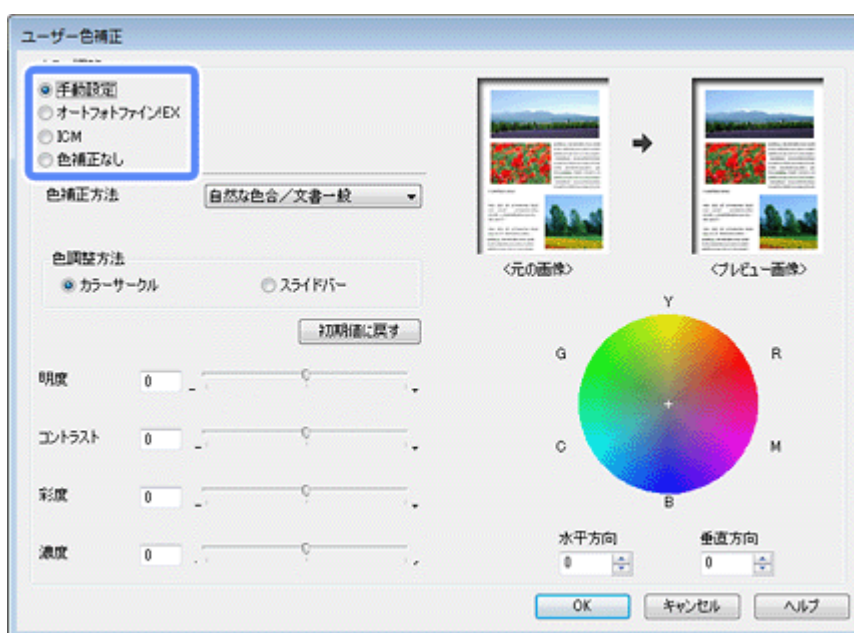 ユーザー色補正
手動設定
オートフォトファイン!EX
ICM
色補正なし
色補正方法 自然な色合/文書一般
色調整方法
カラーサークル スライドバー
初期値に戻す
明度 0 - +
コントラスト 0 - +
彩度 0 - +
濃度 0 - +
<元の画像> <プレビュー画像>
Y
G R
C M
B
水平方向 垂直方向
0 0
OK キャンセル ヘルプ